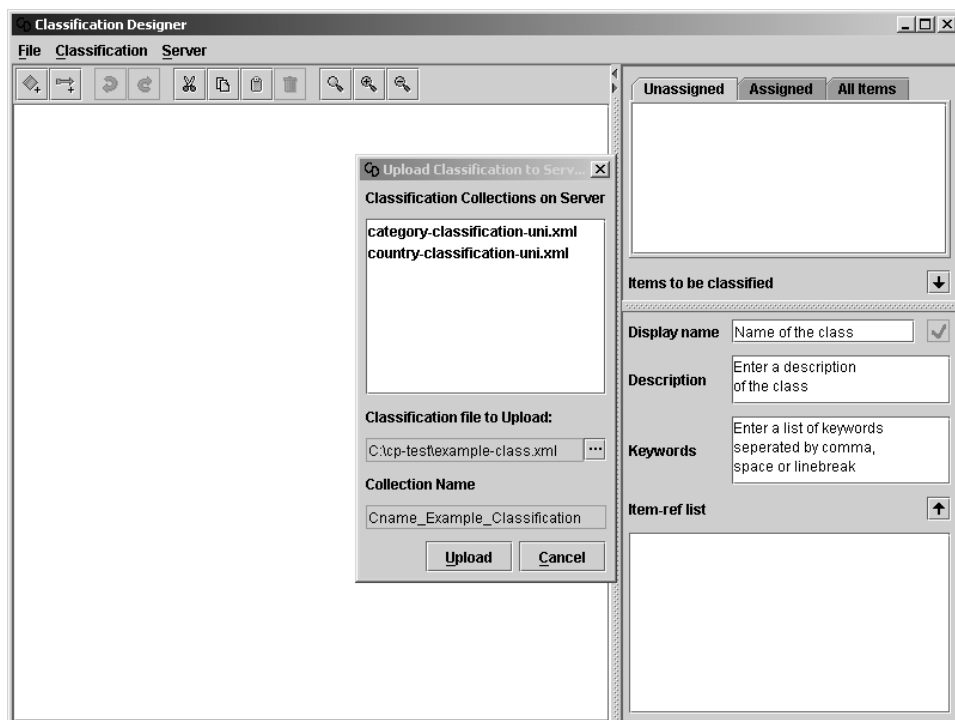 CD Classification Designer
File Classification Server
Unassigned Assigned All Items
Items to be classified
Display name Name of the class
Description Enter a description
of the class
Keywords Enter a list of keywords
seperated by comma,
space or linebreak
Item-ref list
CD Upload Classification to Serv...
Classification Collections on Server
category-classification-uni.xml
country-classification-uni.xml
Classification file to Upload:
C:\cp-test\example-class.xml ...
Collection Name
Cname_Example_Classification
Upload Cancel